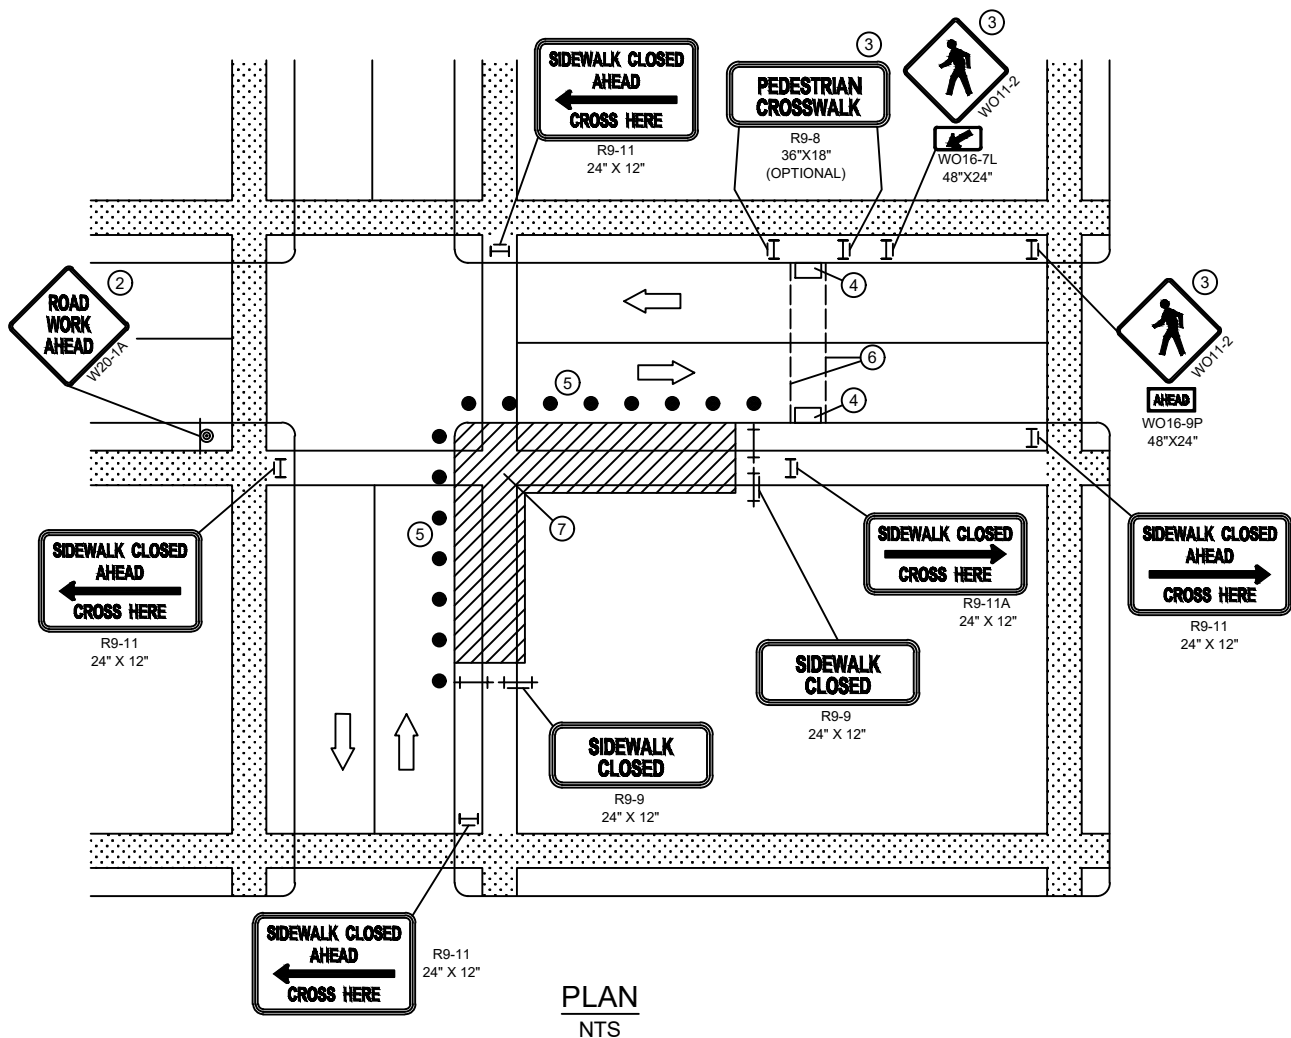 SIDEWALK CLOSED
AHEAD
CROSS HERE
R9-11
24" X 12"
3
PEDESTRIAN
CROSSWALK
R9-8
36"X18"
(OPTIONAL)
3
WO11-2
WO16-7L
48"X24"
2
ROAD
WORK
AHEAD
W20-1A
4
3
WO11-2
AHEAD
WO16-9P
48"X24"
6
5
4
5
7
SIDEWALK CLOSED
AHEAD
CROSS HERE
R9-11
24" X 12"
SIDEWALK CLOSED
CROSS HERE
R9-11A
24" X 12"
SIDEWALK CLOSED
AHEAD
CROSS HERE
R9-11
24" X 12"
SIDEWALK
CLOSED
R9-9
24" X 12"
SIDEWALK
CLOSED
R9-9
24" X 12"
SIDEWALK CLOSED
AHEAD
CROSS HERE
R9-11
24" X 12"
PLAN
NTS